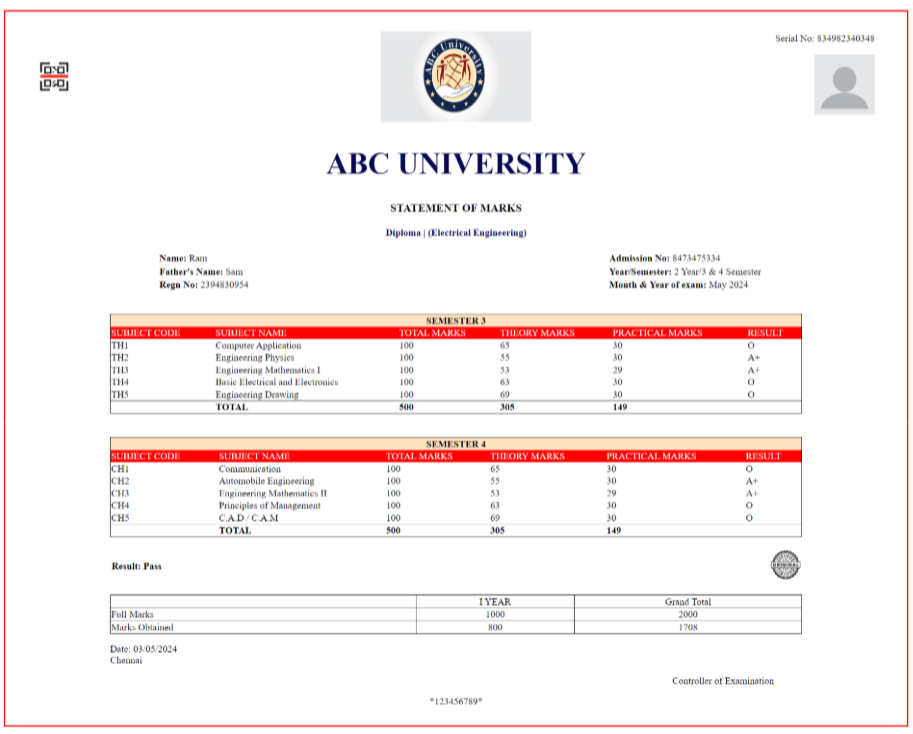 Serial No: 834982340348
ABC University
ABC UNIVERSITY
STATEMENT OF MARKS
Diploma | (Electrical Engineering)
Name: Ram Admission No: 8473475334
Father's Name: Sam Year/Semester: 2 Year/3 & 4 Semester
Regn No: 2394830954 Month & Year of exam: May 2024
SEMESTER 3
SUBJECT CODE SUBJECT NAME TOTAL MARKS THEORY MARKS PRACTICAL MARKS RESULT
TH1 Computer Application 100 65 30 O
TH2 Engineering Physics 100 55 30 A+
TH3 Engineering Mathematics I 100 53 29 A+
TH4 Basic Electrical and Electronics 100 63 30 O
TH5 Engineering Drawing 100 69 30 O
TOTAL 500 305 149
SEMESTER 4
SUBJECT CODE SUBJECT NAME TOTAL MARKS THEORY MARKS PRACTICAL MARKS RESULT
CH1 Communication 100 65 30 O
CH2 Automobile Engineering 100 55 30 A+
CH3 Engineering Mathematics II 100 53 29 A+
CH4 Principles of Management 100 63 30 O
CH5 C.A.D / C.A.M 100 69 30 O
TOTAL 500 305 149
Result: Pass
ORIGINAL
I YEAR Grand Total
Full Marks 1000 2000
Marks Obtained 800 1708
Date: 03/05/2024
Chennai
Controller of Examination
*123456789*